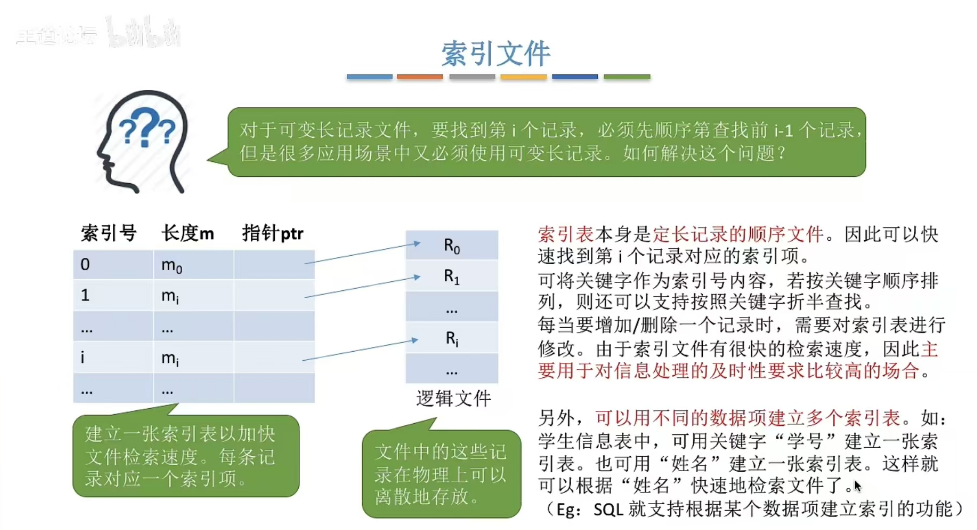 bilibili
索引文件
???
对于可变长记录文件，要找到第 i 个记录，必须先顺序第查找前 i-1 个记录，
但是很多应用场景中又必须使用可变长记录。如何解决这个问题？
索引号 长度m 指针ptr
0 m0
1 mi
... ...
i mi
... ...
R0
R1
...
Ri
...
逻辑文件
建立一张索引表以加快
文件检索速度。每条记
录对应一个索引项。
文件中的这些记
录在物理上可以
离散地存放。
索引表本身是定长记录的顺序文件。因此可以快
速找到第 i 个记录对应的索引项。
可将关键字作为索引号内容，若按关键字顺序排
列，则还可以支持按照关键字折半查找。
每当要增加/删除一个记录时，需要对索引表进行
修改。由于索引文件有很快的检索速度，因此主
要用于对信息处理的及时性要求比较高的场合。
另外，可以用不同的数据项建立多个索引表。如：
学生信息表中，可用关键字“学号”建立一张索
引表。也可用“姓名”建立一张索引表。这样就
可以根据“姓名”快速地检索文件了。
（Eg：SQL 就支持根据某个数据项建立索引的功能）